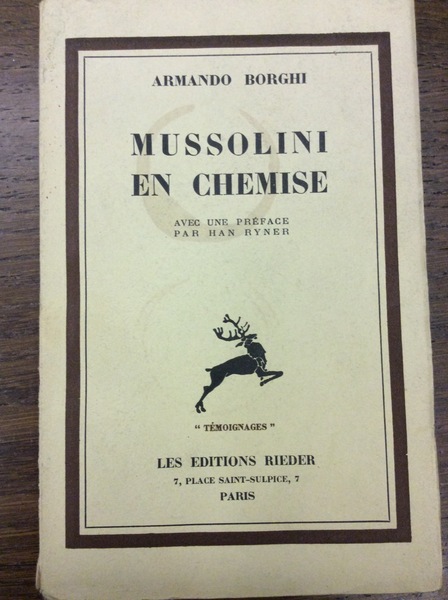 ARMANDO BORGHI
MUSSOLINI
EN CHEMISE
AVEC UNE PRÉFACE
PAR HAN RYNER
" TÉMOIGNAGES "
LES EDITIONS RIEDER
7, PLACE SAINT-SULPICE, 7
PARIS